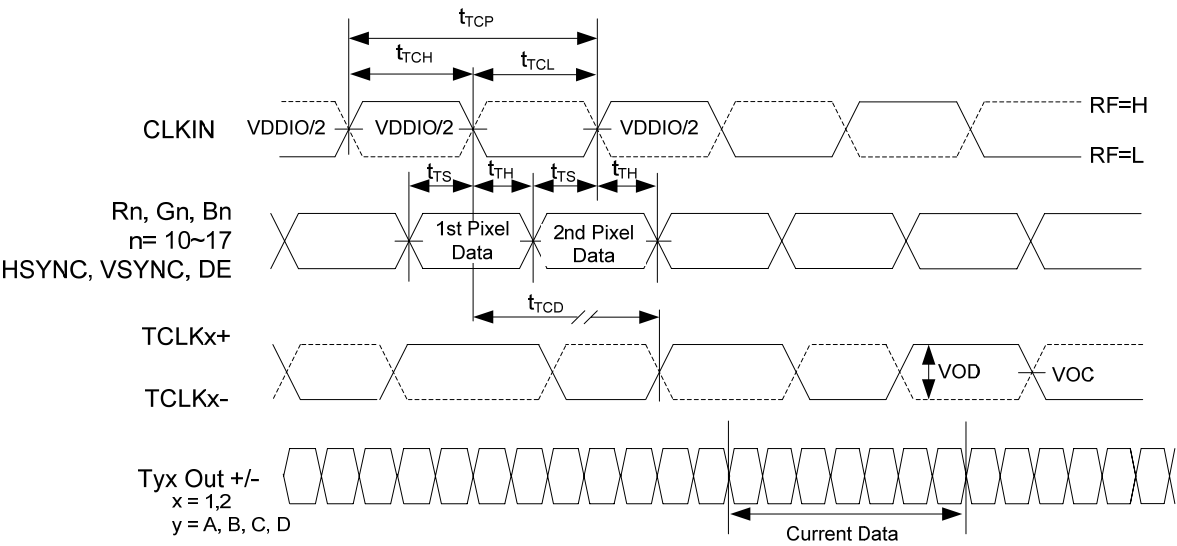 tTCP
tTCH
tTCL
CLKIN
VDDIO/2
VDDIO/2
VDDIO/2
RF=H
RF=L
tTS
tTH
tTS
tTH
Rn, Gn, Bn
n= 10~17
HSYNC, VSYNC, DE
1st Pixel
Data
2nd Pixel
Data
tTCD
TCLKx+
TCLKx-
VOD
VOC
Tyx Out +/-
x = 1,2
y = A, B, C, D
Current Data